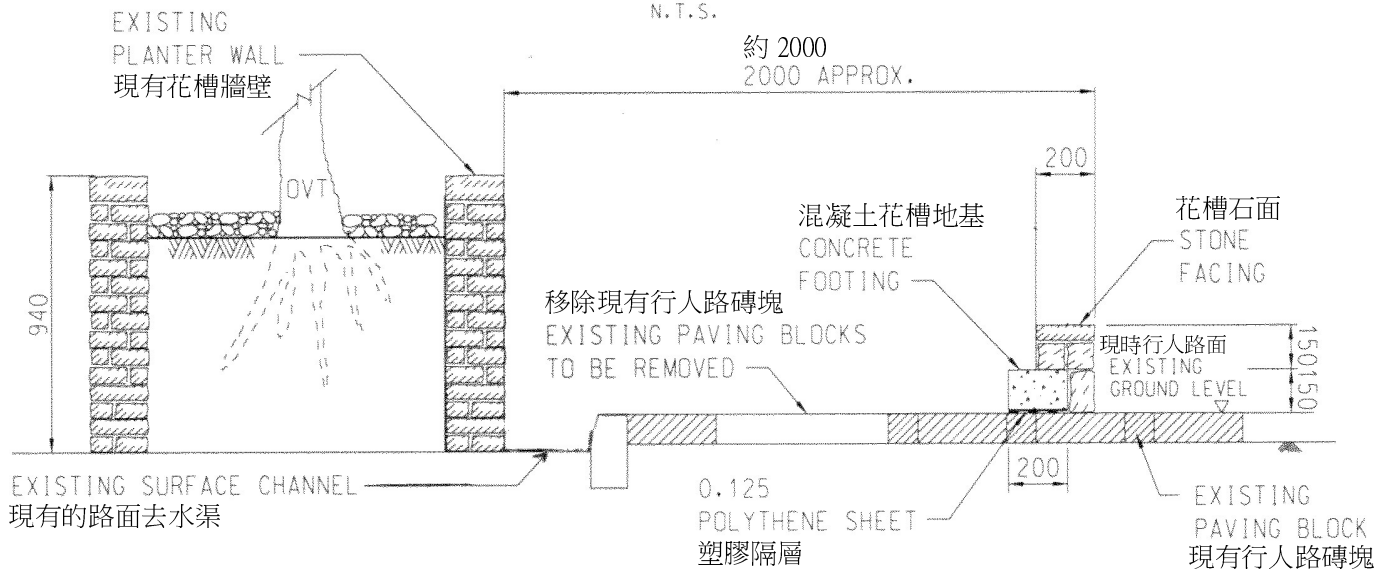 N.T.S.
EXISTING
PLANTER WALL
現有花槽牆壁
約 2000
2000 APPROX.
200
OVT
940
混凝土花槽地基
CONCRETE
FOOTING
花槽石面
STONE
FACING
移除現有行人路磚塊
EXISTING PAVING BLOCKS
TO BE REMOVED
現時行人路面
EXISTING
GROUND LEVEL
150
150
200
EXISTING SURFACE CHANNEL
現有的路面去水渠
0.125
POLYTHENE SHEET
塑膠隔層
EXISTING
PAVING BLOCK
現有行人路磚塊